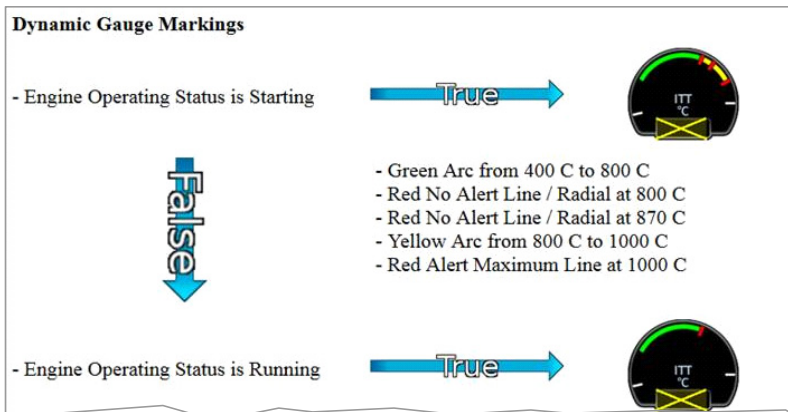 Dynamic Gauge Markings
- Engine Operating Status is Starting
True
ITT
°C
False
- Green Arc from 400 C to 800 C
- Red No Alert Line / Radial at 800 C
- Red No Alert Line / Radial at 870 C
- Yellow Arc from 800 C to 1000 C
- Red Alert Maximum Line at 1000 C
- Engine Operating Status is Running
True
ITT
°C